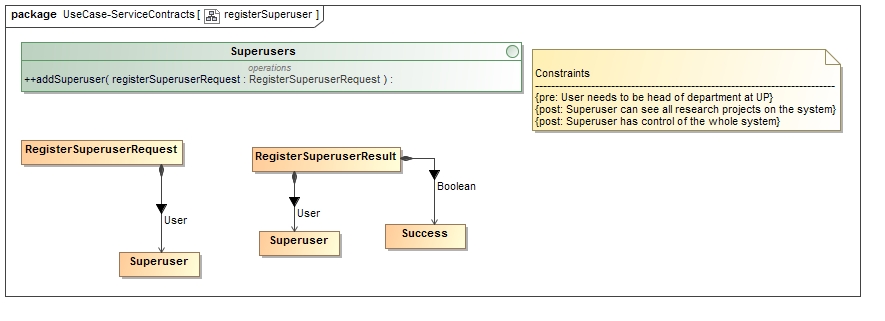 package UseCase-ServiceContracts [ registerSuperuser ]
Superusers
operations
++addSuperuser( registerSuperuserRequest : RegisterSuperuserRequest ) :
Constraints
------------------------------------------------------------
{pre: User needs to be head of department at UP}
{post: Superuser can see all research projects on the system}
{post: Superuser has control of the whole system}
RegisterSuperuserRequest
RegisterSuperuserResult
Boolean
User
User
Superuser
Success
Superuser